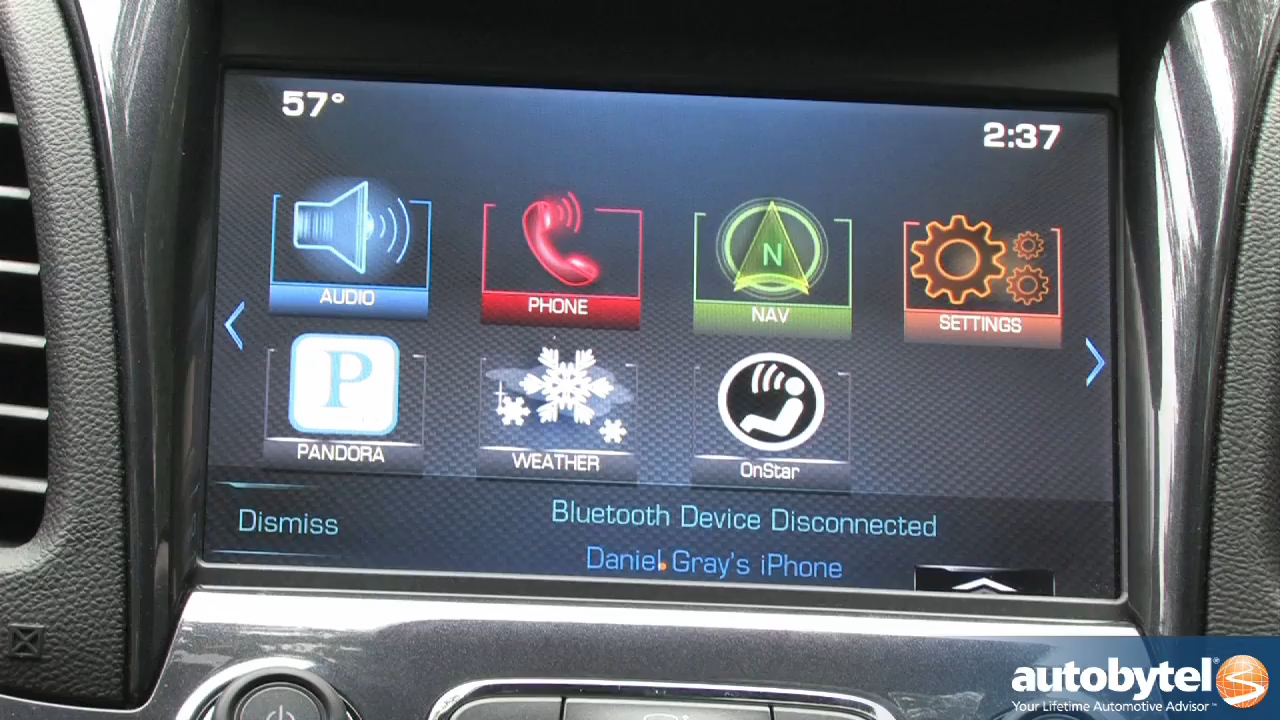 57°
2:37
AUDIO
PHONE
N
NAV
SETTINGS
P
PANDORA
WEATHER
OnStar
Dismiss
Bluetooth Device Disconnected
Daniel Gray's iPhone
autobytel®
Your Lifetime Automotive Advisor™